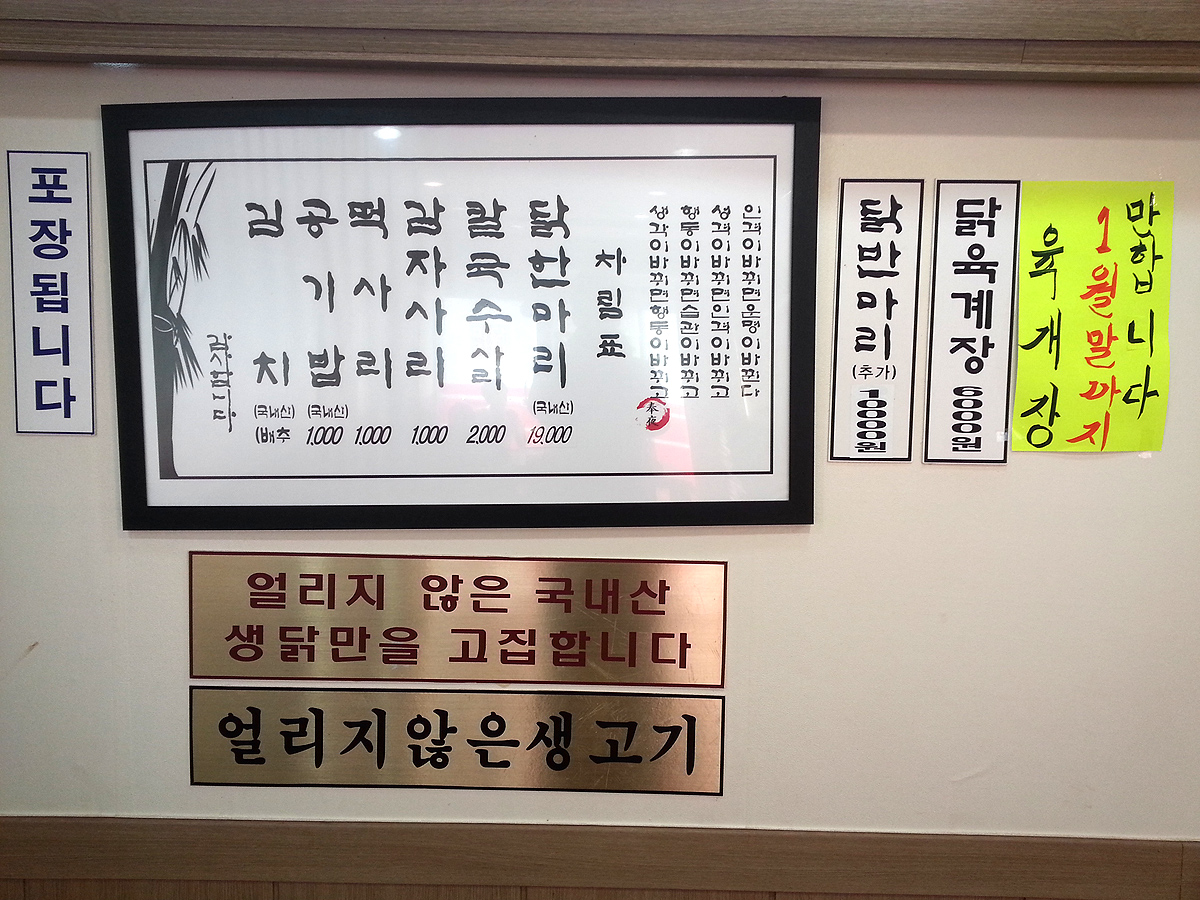 포장됩니다
생각이바뀌면행동이바뀌고
행동이바뀌면습관이바뀌고
바뀌면인격이바뀌고
인격이바뀌면운명이바뀐다
차림표
닭한마리 (국내산) 19,000
칼국수 2,000
감자사리 1,000
떡사리 1,000
공기밥 (국내산) 1,000
김치 (국내산) (배추
감사합니다
닭반마리 (추가) 10000원
닭육계장 6000원
육개장
1월말까지
만합니다
얼리지 않은 국내산
생닭만을 고집합니다
얼리지않은생고기